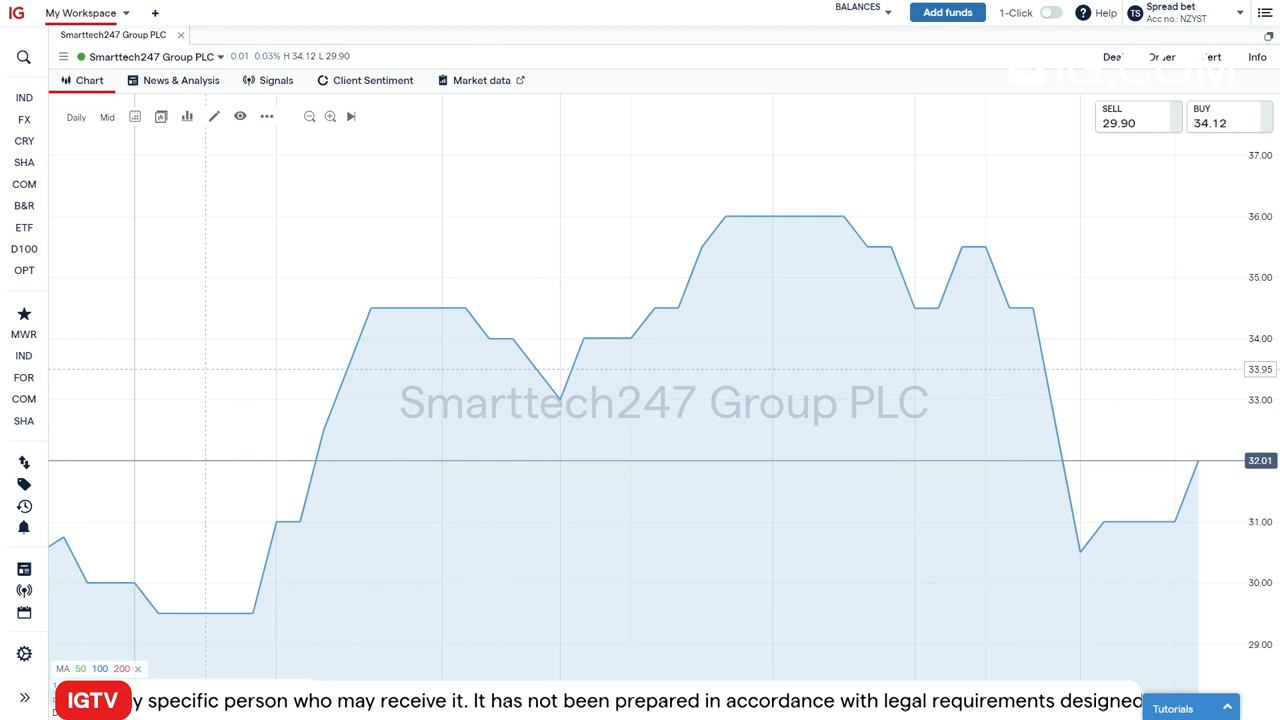 IG My Workspace + BALANCES Add funds 1-Click Help TS Spread bet
Acc no.: NZYST
Smarttech247 Group PLC
Smarttech247 Group PLC 0.01 0.03% H 34.12 L 29.90 Info
Chart News & Analysis Signals Client Sentiment Market data
IG.COM
Daily Mid
SELL BUY
29.90 34.12
IND
FX
CRY
SHA
COM
B&R
ETF
D100
OPT
MWR
IND
FOR
COM
SHA
37.00
36.00
35.00
34.00
33.95
33.00
32.01
31.00
30.00
29.00
Smarttech247 Group PLC
MA 50 100 200
IGTV y specific person who may receive it. It has not been prepared in accordance with legal requirements designed
Tutorials